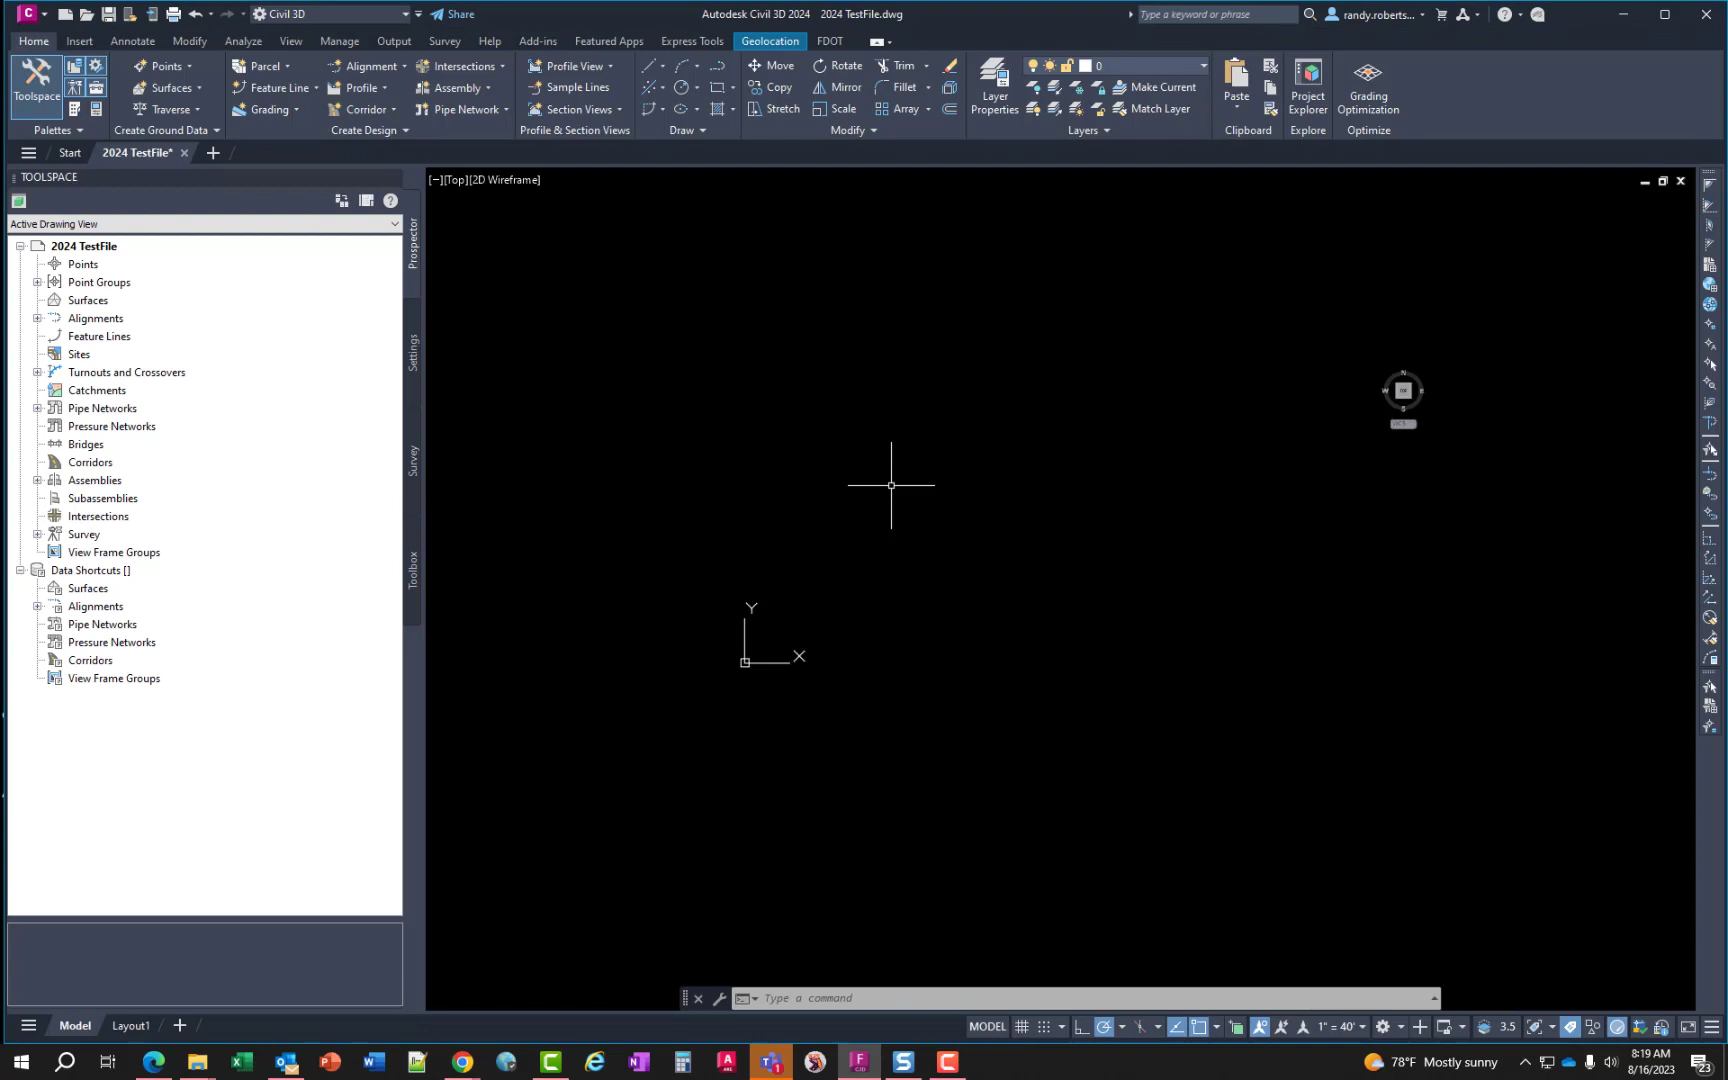 C
Civil 3D
Share
Autodesk Civil 3D 2024 2024 TestFile.dwg
Type a keyword or phrase
randy.roberts...
Home Insert Annotate Modify Analyze View Manage Output Survey Help Add-ins Featured Apps Express Tools Geolocation FDOT
Toolspace
Points
Surfaces
Traverse
Parcel
Feature Line
Grading
Alignment
Profile
Corridor
Intersections
Assembly
Pipe Network
Profile View
Sample Lines
Section Views
Move
Copy
Stretch
Rotate
Mirror
Scale
Trim
Fillet
Array
Layer
Properties
0
Make Current
Match Layer
Paste
Project
Explorer
Grading
Optimization
Palettes Create Ground Data Create Design Profile & Section Views Draw Modify Layers Clipboard Explore Optimize
Start 2024 TestFile*
TOOLSPACE
Active Drawing View
2024 TestFile
Points
Point Groups
Surfaces
Alignments
Feature Lines
Sites
Turnouts and Crossovers
Catchments
Pipe Networks
Pressure Networks
Bridges
Corridors
Assemblies
Subassemblies
Intersections
Survey
View Frame Groups
Data Shortcuts []
Surfaces
Alignments
Pipe Networks
Pressure Networks
Corridors
View Frame Groups
Prospector
Settings
Survey
Toolbox
[−][Top][2D Wireframe]
N
W
E
S
Y
X
Type a command
Model Layout1
MODEL
1" = 40'
3.5
78°F Mostly sunny
8:19 AM
8/16/2023
23